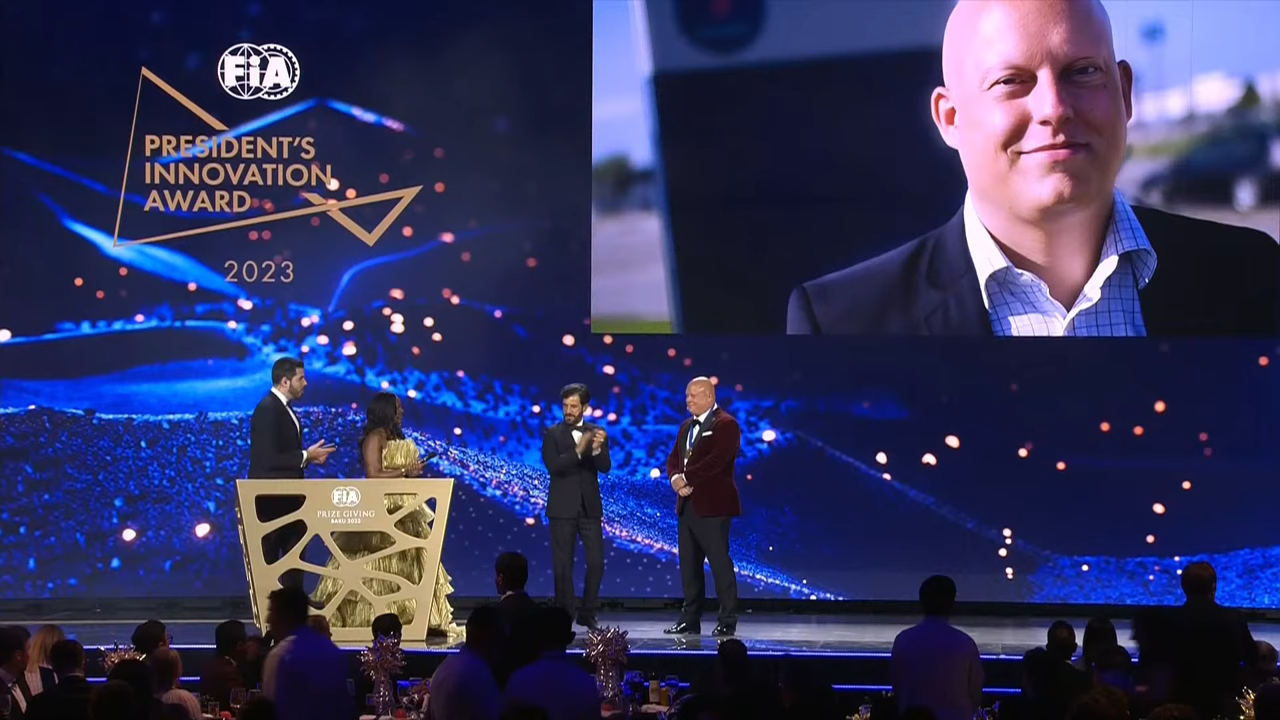 FIA
PRESIDENT'S
INNOVATION
AWARD
2023
FIA
PRIZE GIVING
BAKU 2023